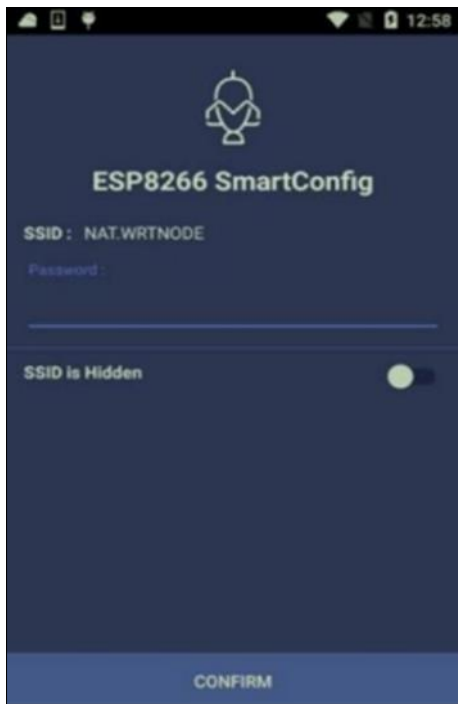 12:58
ESP8266 SmartConfig
SSID : NAT.WRTNODE
Password :
SSID is Hidden
CONFIRM